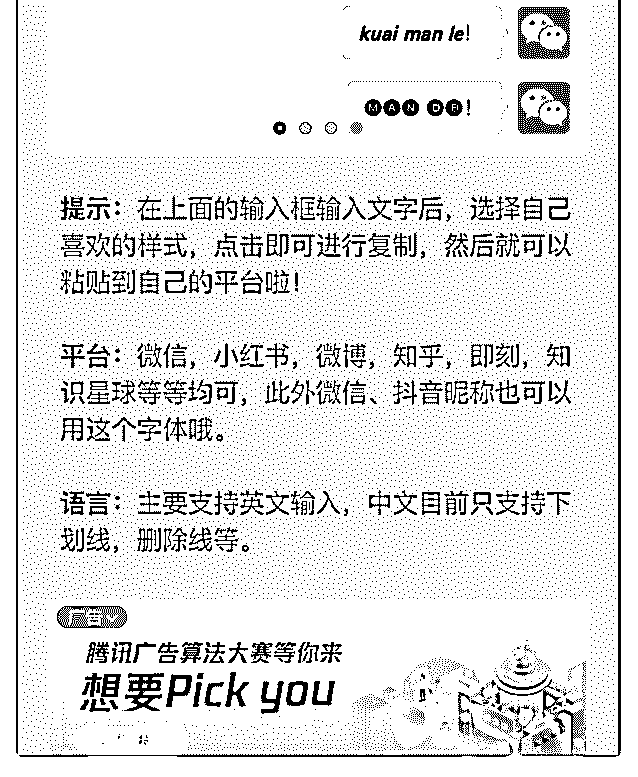 kuai man le!
MAN DR!
提示：在上面的输入框输入文字后，选择自己
喜欢的样式，点击即可进行复制，然后就可以
粘贴到自己的平台啦！
平台：微信，小红书，微博，知乎，即刻，知
识星球等等均可，此外微信、抖音昵称也可以
用这个字体哦。
语言：主要支持英文输入，中文目前只支持下
划线，删除线等。
广告
腾讯广告算法大赛等你来
想要Pick you